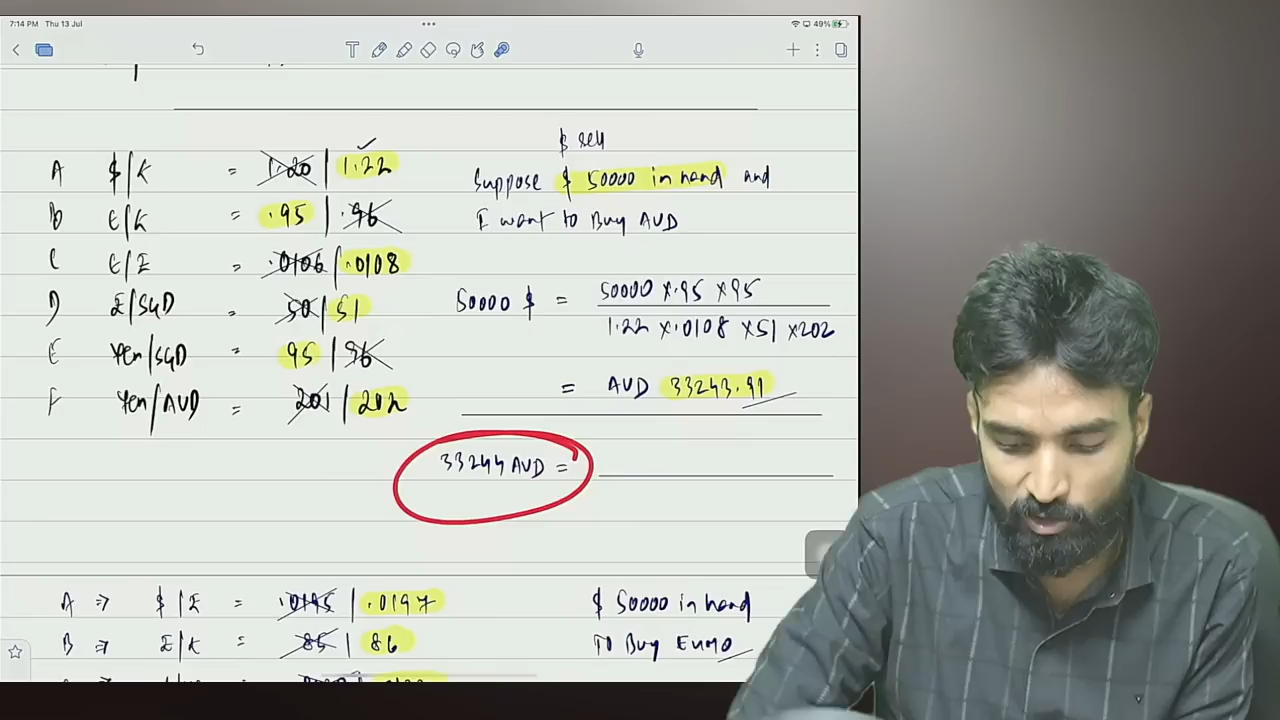 7:14 PM Thu 13 Jul
49%
$ sell
A $/K = 1.20 | 1.22
Suppose $ 50000 in hand and
B €/K = .95 | .96
I want to Buy AUD
C €/£ = .0106 | .0108
D £/SGD = 50 | 51
50000 $ = 50000 x .95 x 95
1.22 x .0108 x 51 x 202
E Yen/SGD = 95 | 96
F Yen/AUD = 201 | 202
= AUD 33243.91
33244 AUD =
A ⇒ $/£ = .0195 | .0197
$ 50000 in hand
B ⇒ £/K = 85 | 86
To Buy EURO